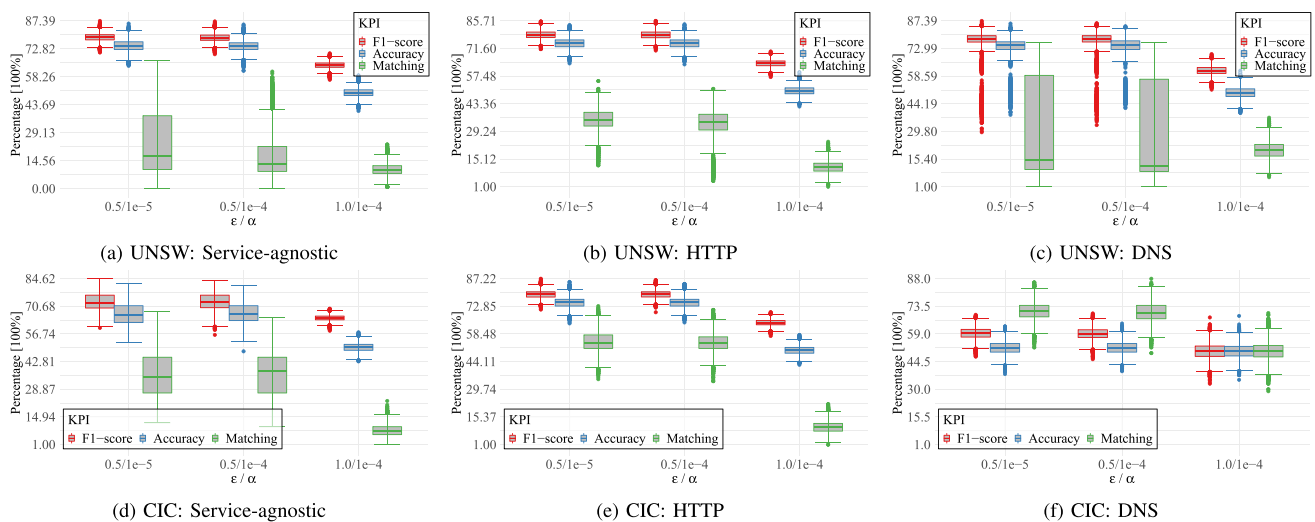 87.39
72.82
58.26
43.69
29.13
14.56
0.00
Percentage [100%]
KPI
F1−score
Accuracy
Matching
0.5/1e−5
0.5/1e−4
1.0/1e−4
ε / α
(a) UNSW: Service-agnostic
85.71
71.60
57.48
43.36
29.24
15.12
1.00
Percentage [100%]
KPI
F1−score
Accuracy
Matching
0.5/1e−5
0.5/1e−4
1.0/1e−4
ε / α
(b) UNSW: HTTP
87.39
72.99
58.59
44.19
29.80
15.40
1.00
Percentage [100%]
KPI
F1−score
Accuracy
Matching
0.5/1e−5
0.5/1e−4
1.0/1e−4
ε / α
(c) UNSW: DNS
84.62
70.68
56.74
42.81
28.87
14.94
1.00
Percentage [100%]
KPI
F1−score Accuracy Matching
0.5/1e−5
0.5/1e−4
1.0/1e−4
ε / α
(d) CIC: Service-agnostic
87.22
72.85
58.48
44.11
29.74
15.37
1.00
Percentage [100%]
KPI
F1−score Accuracy Matching
0.5/1e−5
0.5/1e−4
1.0/1e−4
ε / α
(e) CIC: HTTP
88.0
73.5
59.0
44.5
30.0
15.5
1.0
Percentage [100%]
KPI
F1−score Accuracy Matching
0.5/1e−5
0.5/1e−4
1.0/1e−4
ε / α
(f) CIC: DNS